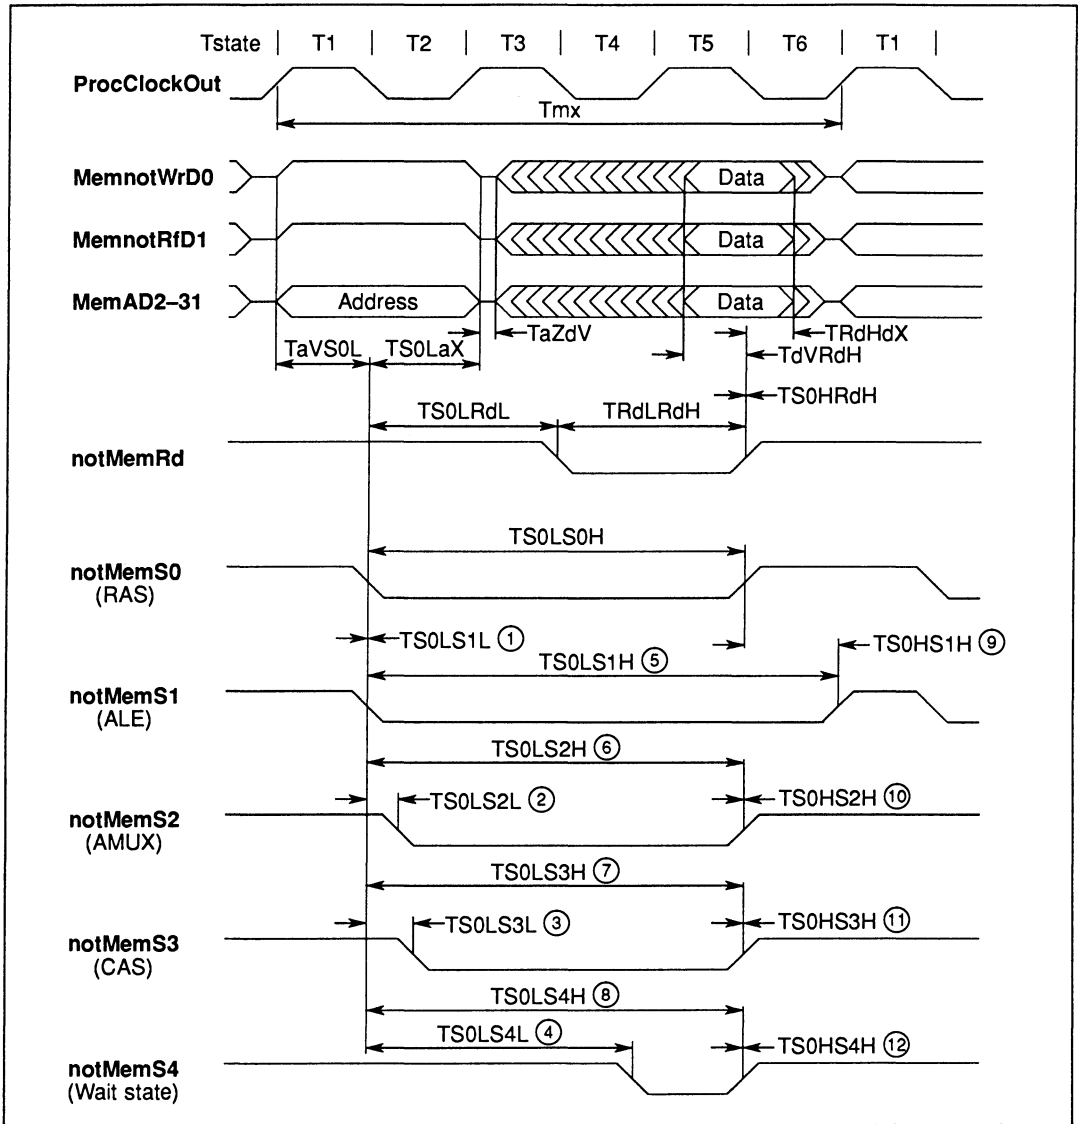 Tstate | T1 | T2 | T3 | T4 | T5 | T6 | T1 |
ProcClockOut
Tmx
MemnotWrD0 Data
MemnotRfD1 Data
MemAD2–31 Address Data
TaZdV TRdHdX
TaVS0L TS0LaX TdVRdH
TS0HRdH
TS0LRdL TRdLRdH
notMemRd
TS0LS0H
notMemS0
(RAS)
TS0LS1L ① TS0HS1H ⑨
TS0LS1H ⑤
notMemS1
(ALE)
TS0LS2H ⑥
TS0LS2L ② TS0HS2H ⑩
notMemS2
(AMUX)
TS0LS3H ⑦
TS0LS3L ③ TS0HS3H ⑪
notMemS3
(CAS)
TS0LS4H ⑧
TS0LS4L ④ TS0HS4H ⑫
notMemS4
(Wait state)